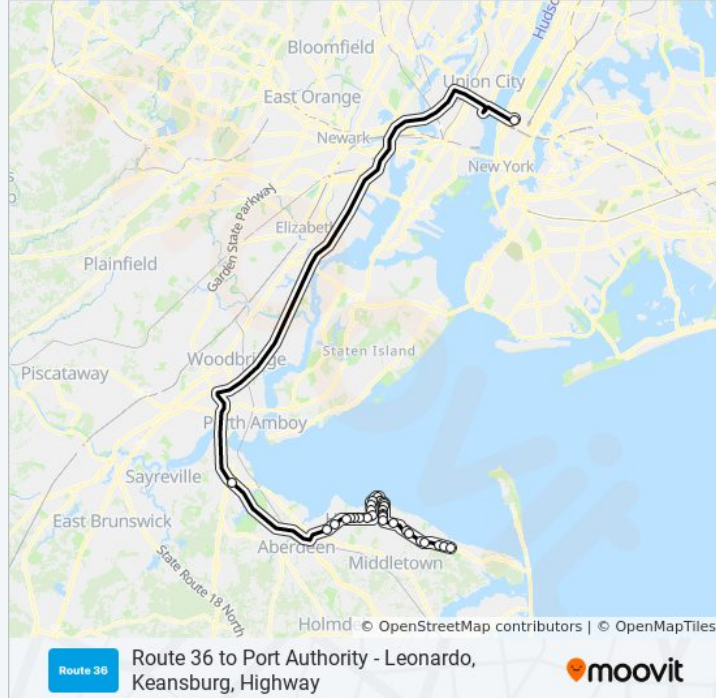 Hudso
Bloomfield
Union City
East Orange
Newark
New York
Garden State Parkway
Elizabeth
Plainfield
Woodbridge
Staten Island
Piscataway
Perth Amboy
Sayreville
East Brunswick
Aberdeen
Middletown
State Route 18 North
Holmde
© OpenStreetMap contributors | © OpenMapTiles
Route 36
Route 36 to Port Authority - Leonardo,
Keansburg, Highway
moovit